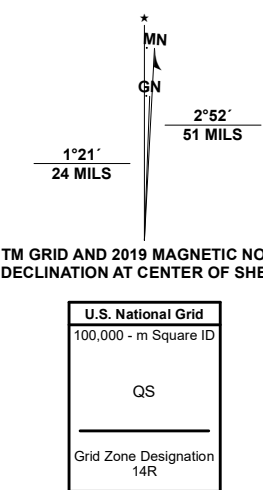 ★
MN
GN
2°52´
51 MILS
1°21´
24 MILS
TM GRID AND 2019 MAGNETIC NO
DECLINATION AT CENTER OF SHE
U.S. National Grid
100,000 - m Square ID
QS
Grid Zone Designation
14R